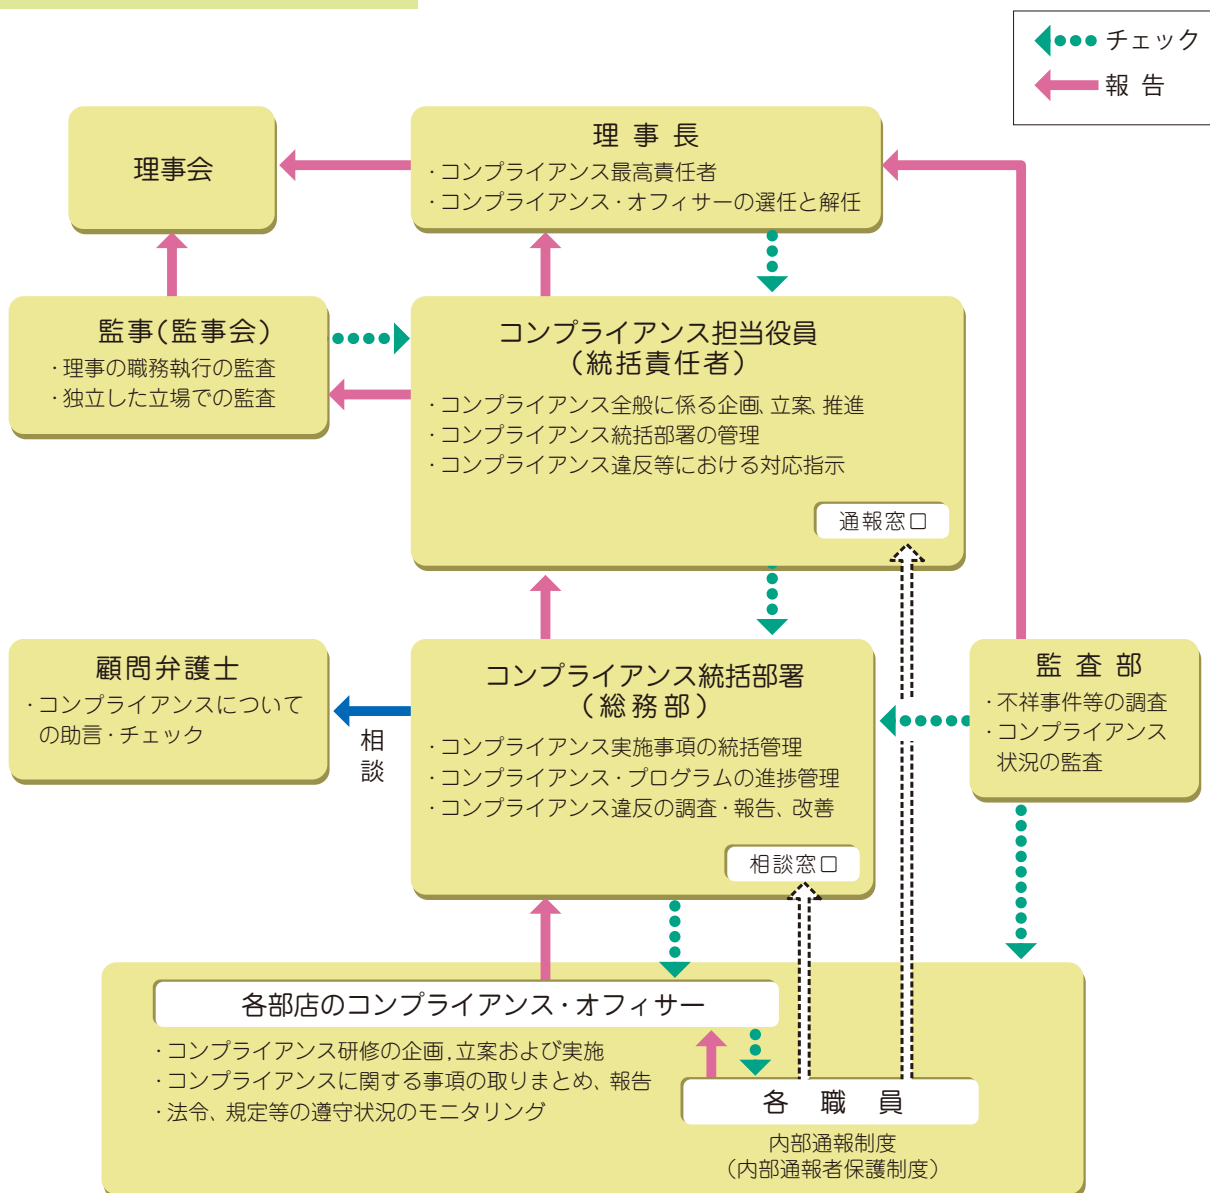 チェック
報告
理事会
理事長
・コンプライアンス最高責任者
・コンプライアンス・オフィサーの選任と解任
監事(監事会)
・理事の職務執行の監査
・独立した立場での監査
コンプライアンス担当役員
(統括責任者)
・コンプライアンス全般に係る企画、立案、推進
・コンプライアンス統括部署の管理
・コンプライアンス違反等における対応指示
通報窓口
顧問弁護士
・コンプライアンスについて
の助言・チェック
相談
コンプライアンス統括部署
(総務部)
・コンプライアンス実施事項の統括管理
・コンプライアンス・プログラムの進捗管理
・コンプライアンス違反の調査・報告、改善
相談窓口
監査部
・不祥事件等の調査
・コンプライアンス
状況の監査
各部店のコンプライアンス・オフィサー
・コンプライアンス研修の企画,立案および実施
・コンプライアンスに関する事項の取りまとめ、報告
・法令、規定等の遵守状況のモニタリング
各職員
内部通報制度
(内部通報者保護制度)